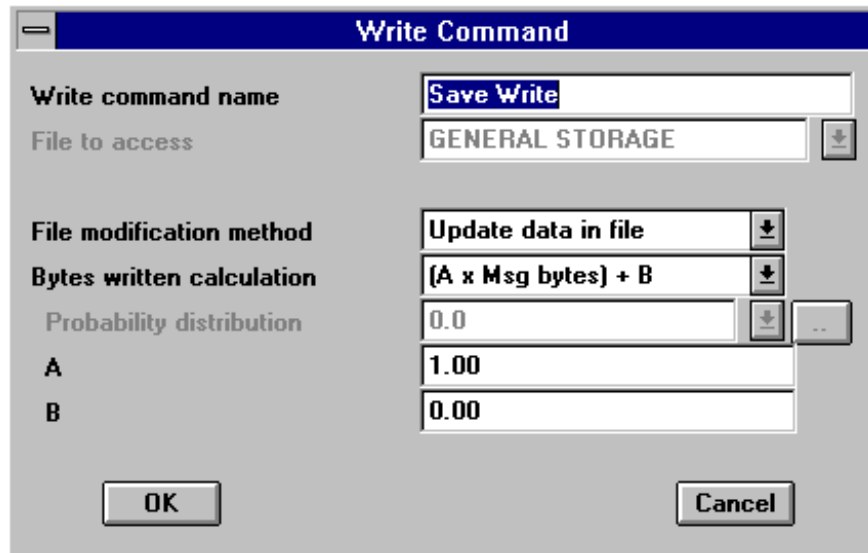 Write Command
Write command name Save Write
File to access GENERAL STORAGE
File modification method Update data in file
Bytes written calculation (A x Msg bytes) + B
Probability distribution 0.0 ..
A 1.00
B 0.00
OK Cancel